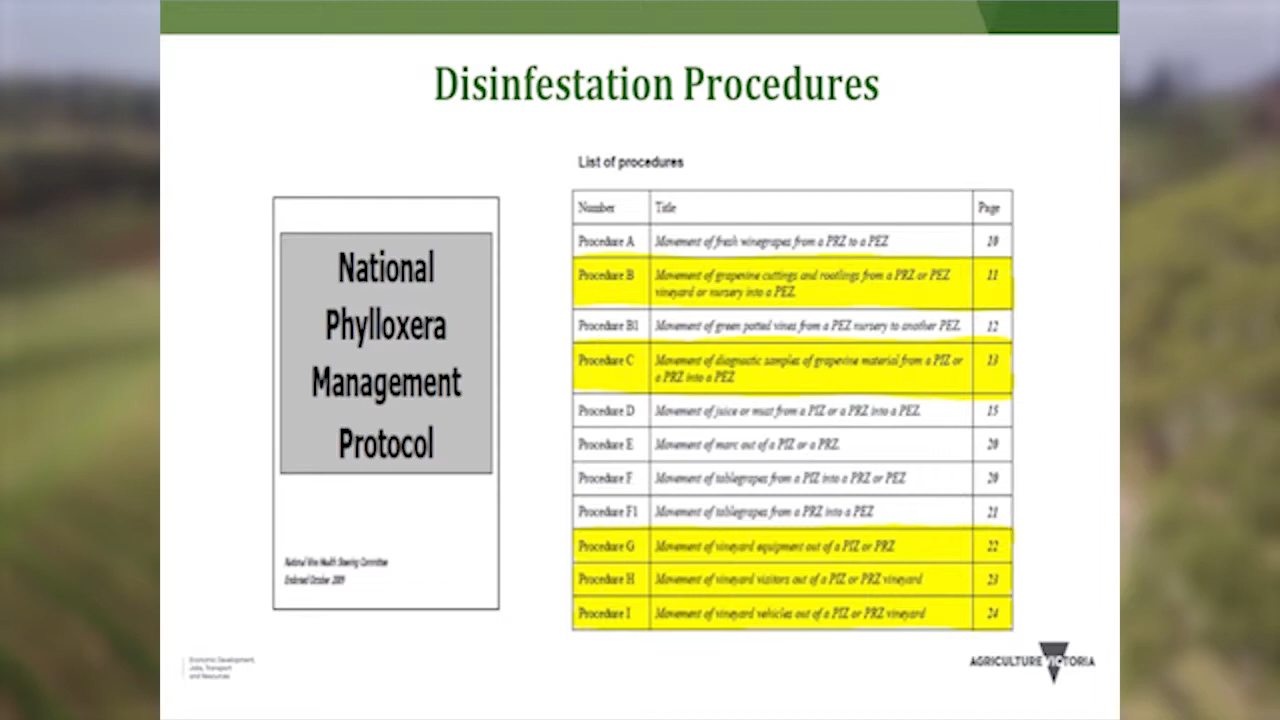 Disinfestation Procedures
National
Phylloxera
Management
Protocol
National Vine Health Steering Committee
Endorsed October 2009
List of procedures
Number Title Page
Procedure A Movement of fresh winegrapes from a PRZ to a PEZ 10
Procedure B Movement of grapevine cuttings and rootlings from a PRZ or PEZ 11
vineyard or nursery into a PEZ.
Procedure B1 Movement of green potted vines from a PEZ nursery to another PEZ. 12
Procedure C Movement of diagnostic samples of grapevine material from a PIZ or 13
a PRZ into a PEZ
Procedure D Movement of juice or must from a PIZ or a PRZ into a PEZ. 15
Procedure E Movement of marc out of a PIZ or a PRZ. 20
Procedure F Movement of tablegrapes from a PIZ into a PRZ or PEZ 20
Procedure F1 Movement of tablegrapes from a PRZ into a PEZ 21
Procedure G Movement of vineyard equipment out of a PIZ or PRZ 22
Procedure H Movement of vineyard visitors out of a PIZ or PRZ vineyard 23
Procedure I Movement of vineyard vehicles out of a PIZ or PRZ vineyard 24
Economic Development,
Jobs, Transport
and Resources
AGRICULTURE VICTORIA